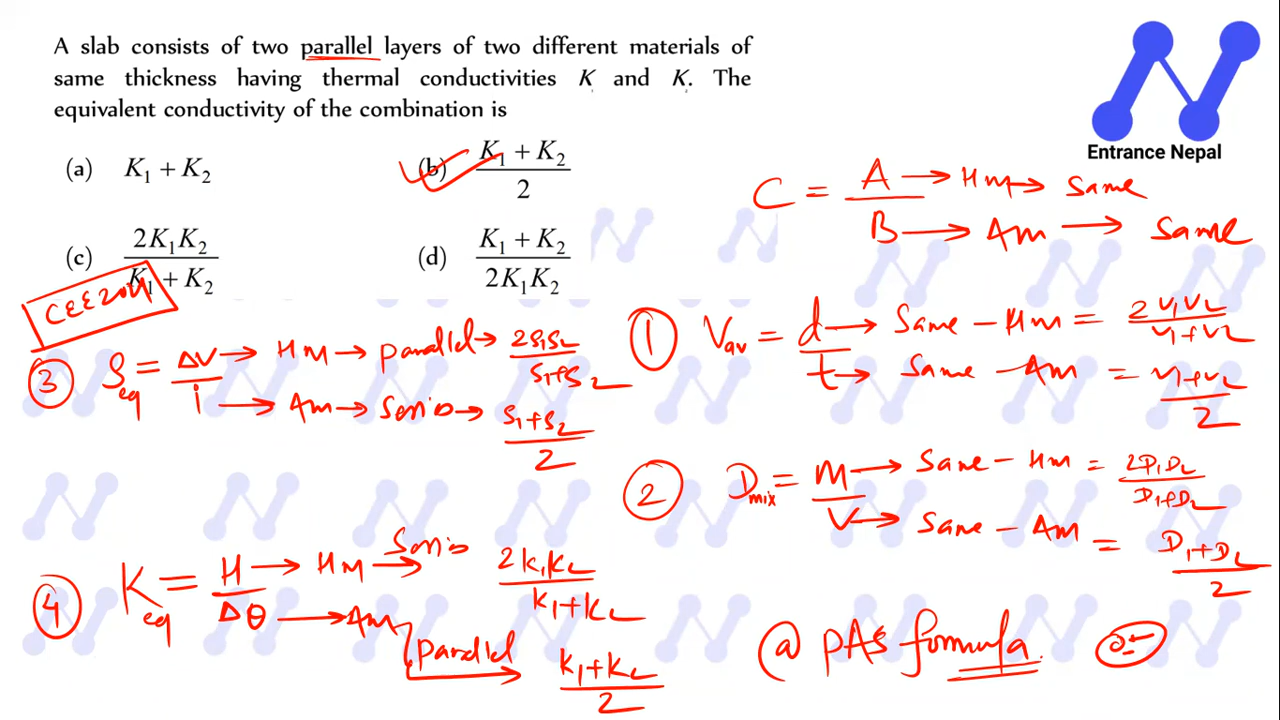 A slab consists of two parallel layers of two different materials of
same thickness having thermal conductivities K and K. The
equivalent conductivity of the combination is
(a) K₁ + K₂
(b) K₁ + K₂ / 2
(c) 2K₁K₂ / K₁ + K₂
(d) K₁ + K₂ / 2K₁K₂
Entrance Nepal
C = A → HM → Same
B → AM → Same
CEE 2014
① Vav = d → Same - HM = 2V₁V₂ / V₁+V₂
t → Same - AM = V₁+V₂ / 2
② Dmix = M → Same - HM = 2D₁D₂ / D₁+D₂
V → Same - AM = D₁+D₂ / 2
③ Seq = ΔV → HM → parallel → 2S₁S₂ / S₁+S₂
i → AM → Series → S₁+S₂ / 2
④ Keq = H → HM → Series 2K₁K₂ / K₁+K₂
Δθ → AM parallel → K₁+K₂ / 2
@ PAS formula